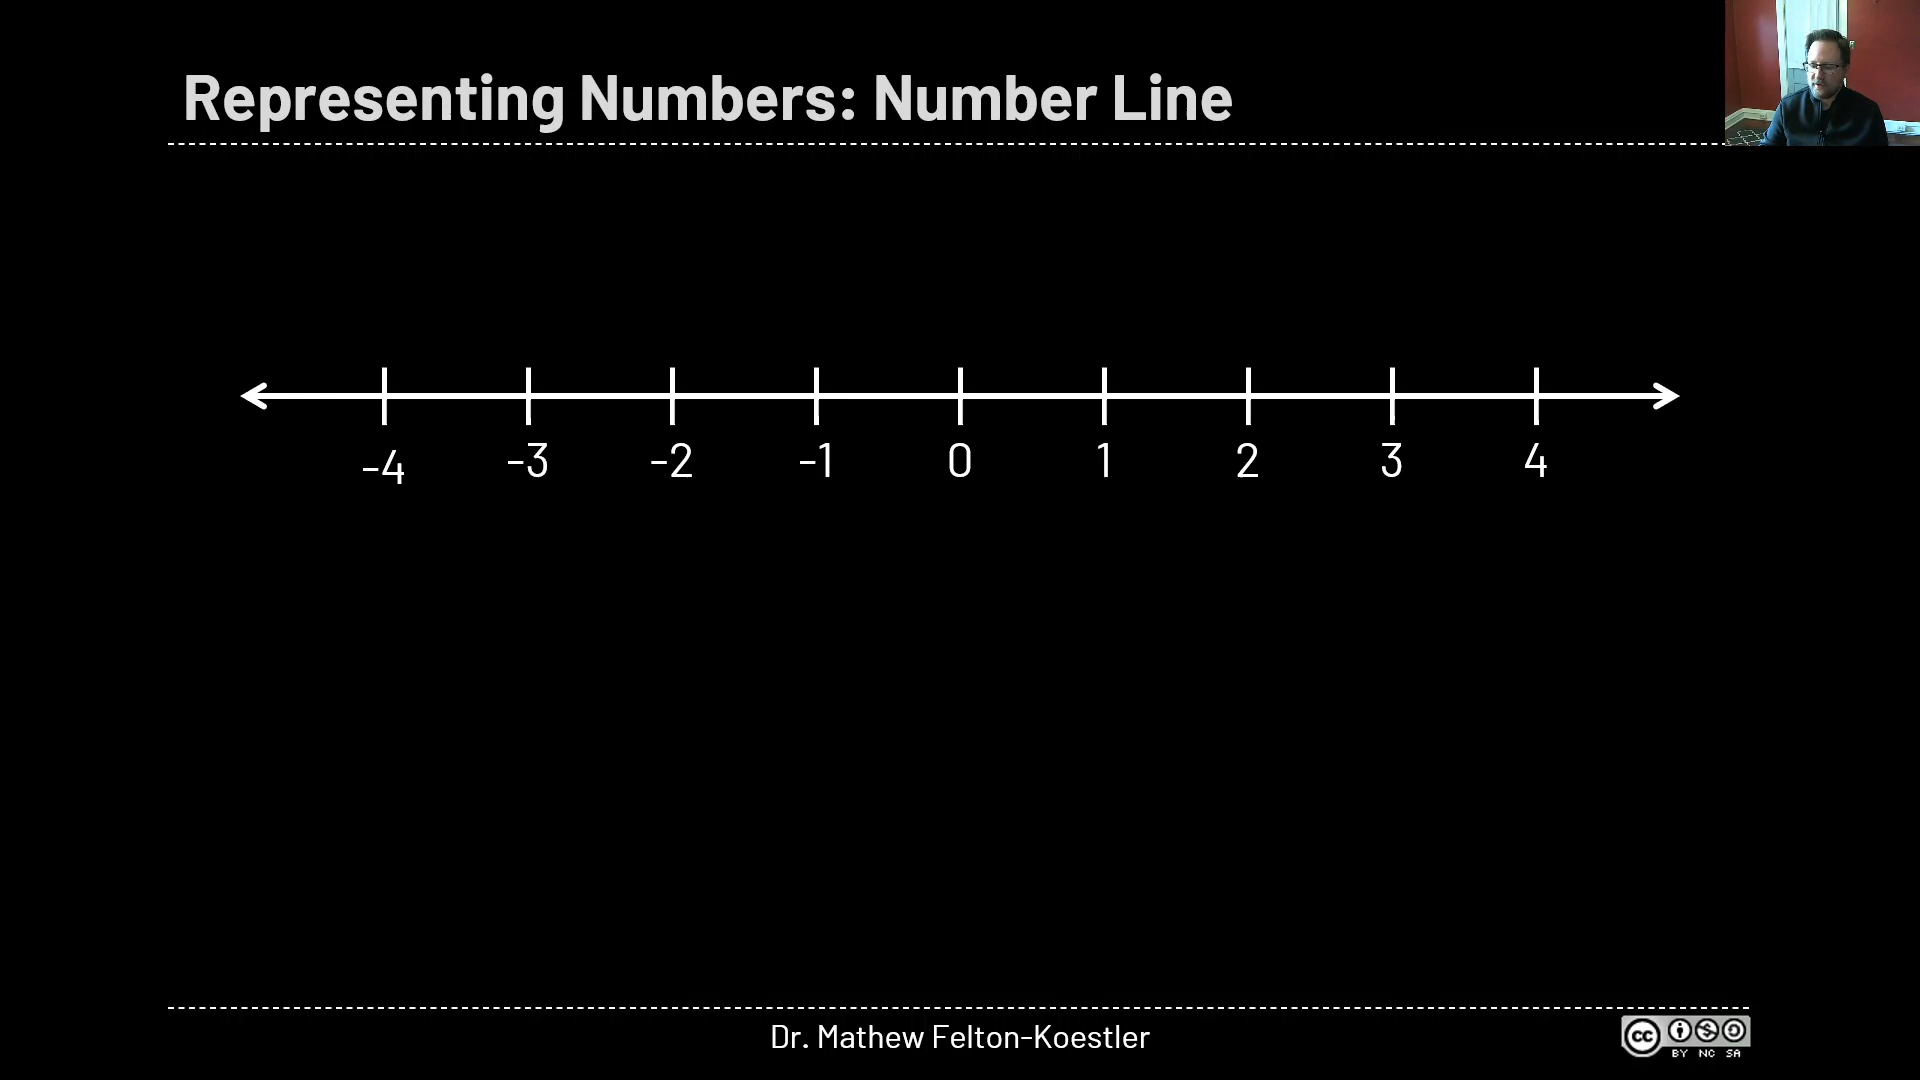 Representing Numbers: Number Line
-4 -3 -2 -1 0 1 2 3 4
Dr. Mathew Felton-Koestler
cc
BY NC SA